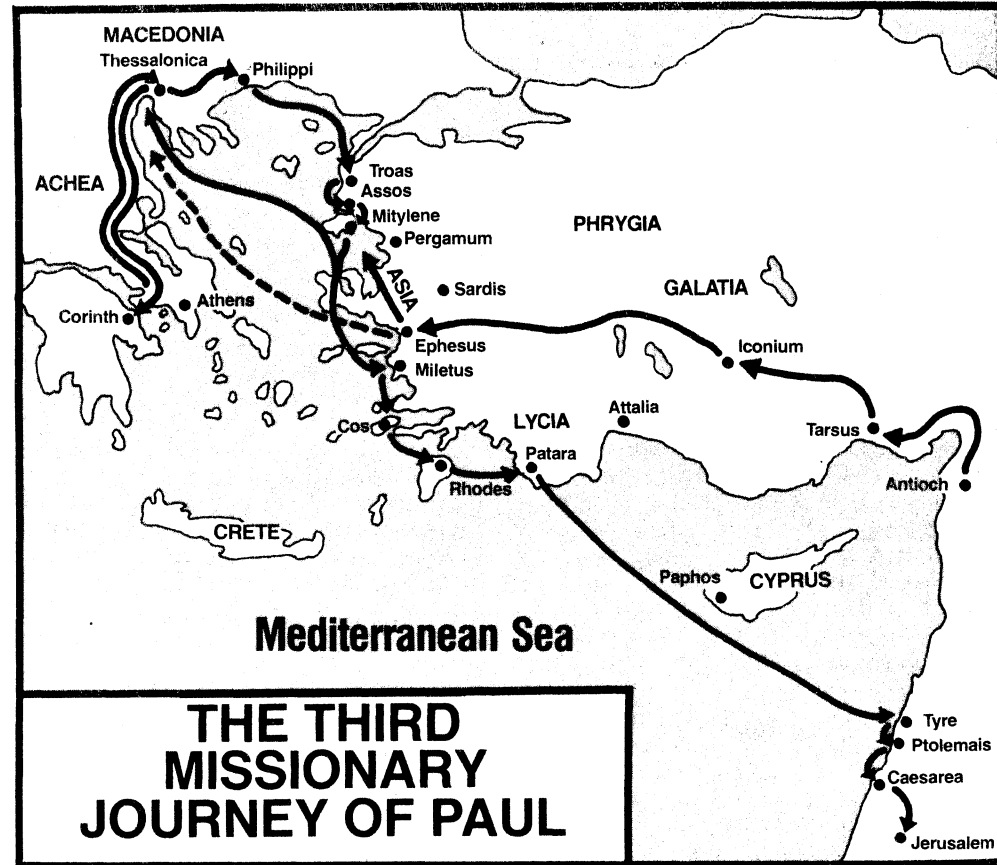 MACEDONIA
Thessalonica
Philippi
Troas
Assos
ACHEA
Mitylene
PHRYGIA
Pergamum
ASIA
Sardis
GALATIA
Athens
Corinth
Ephesus
Iconium
Miletus
Attalia
LYCIA
Cos
Tarsus
Patara
Rhodes
Antioch
CRETE
Paphos
CYPRUS
Mediterranean Sea
Tyre
Ptolemais
Caesarea
Jerusalem
THE THIRD
MISSIONARY
JOURNEY OF PAUL